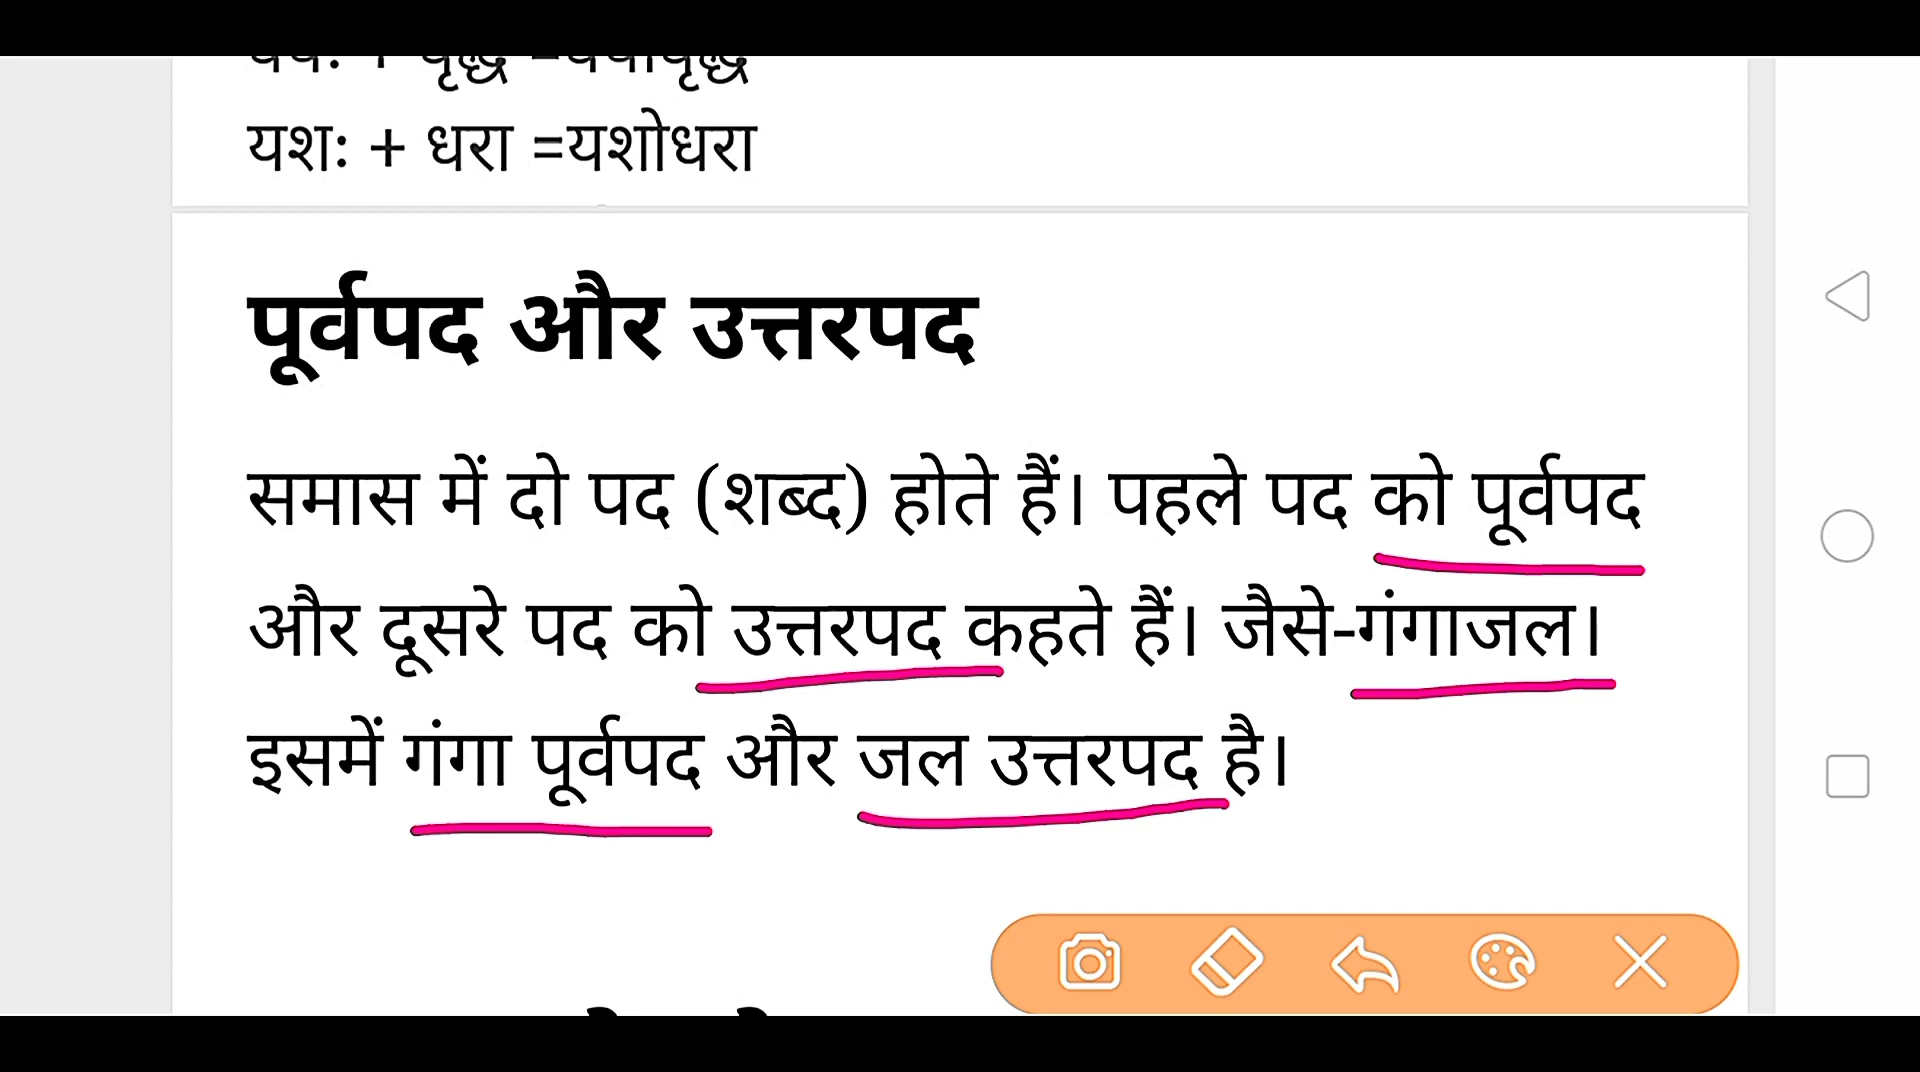 यशः + धरा =यशोधरा
पूर्वपद और उत्तरपद
समास में दो पद (शब्द) होते हैं। पहले पद को पूर्वपद
और दूसरे पद को उत्तरपद कहते हैं। जैसे-गंगाजल।
इसमें गंगा पूर्वपद और जल उत्तरपद है।